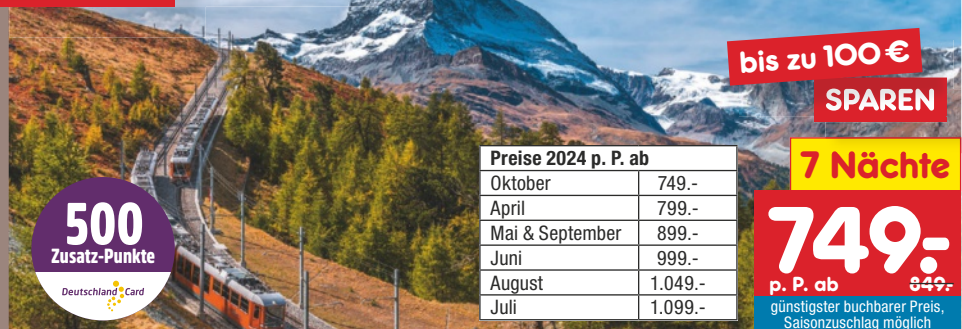 bis zu 100 €
SPAREN
7 Nächte
749.-
p. P. ab 849.-
günstigster buchbarer Preis,
Saisonzuschlag möglich
Preise 2024 p. P. ab
Oktober 749.-
April 799.-
Mai & September 899.-
Juni 999.-
August 1.049.-
Juli 1.099.-
500
Zusatz-Punkte
DeutschlandCard